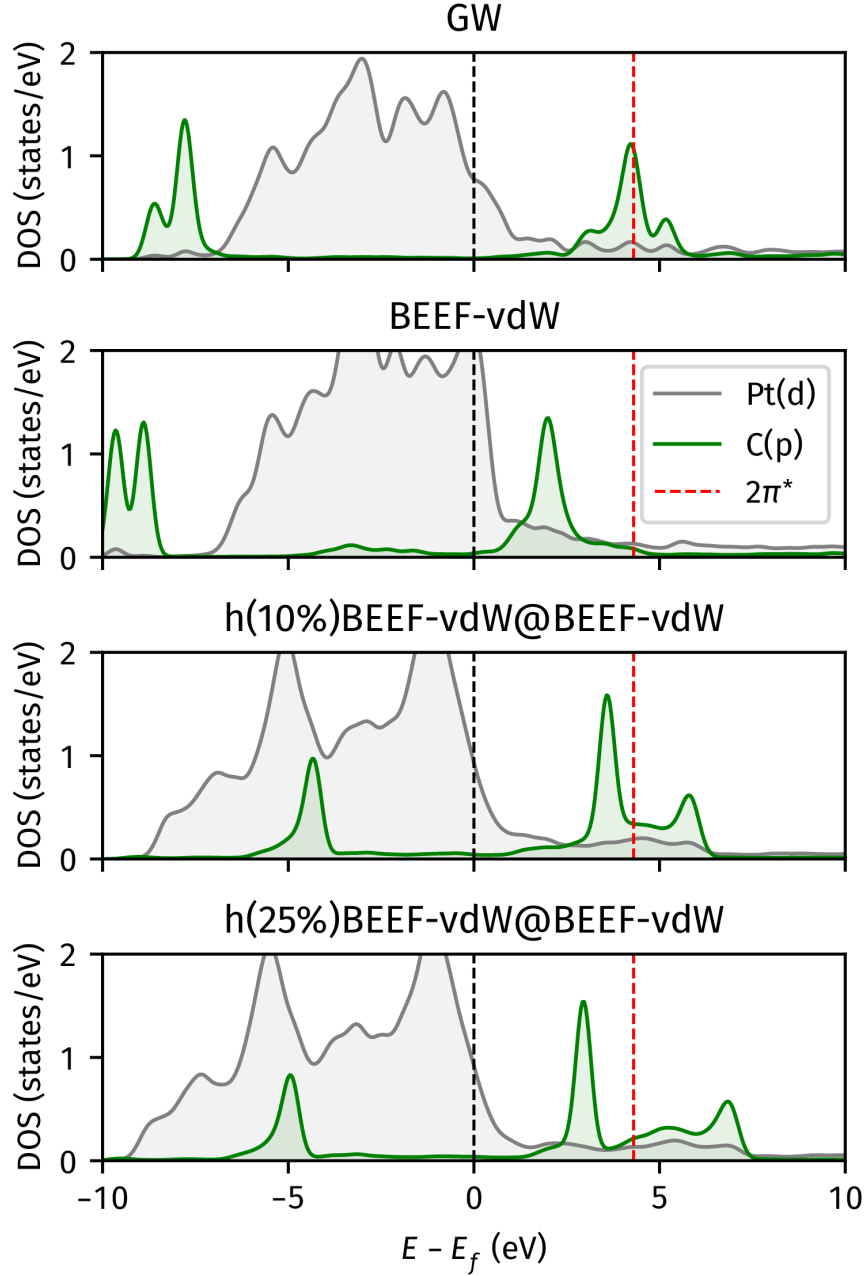 GW
2
1
0
DOS (states/eV)
BEEF-vdW
2
1
0
DOS (states/eV)
Pt(d)
C(p)
2π*
h(10%)BEEF-vdW@BEEF-vdW
2
1
0
DOS (states/eV)
h(25%)BEEF-vdW@BEEF-vdW
2
1
0
DOS (states/eV)
−10 −5 0 5 10
E − E_f (eV)